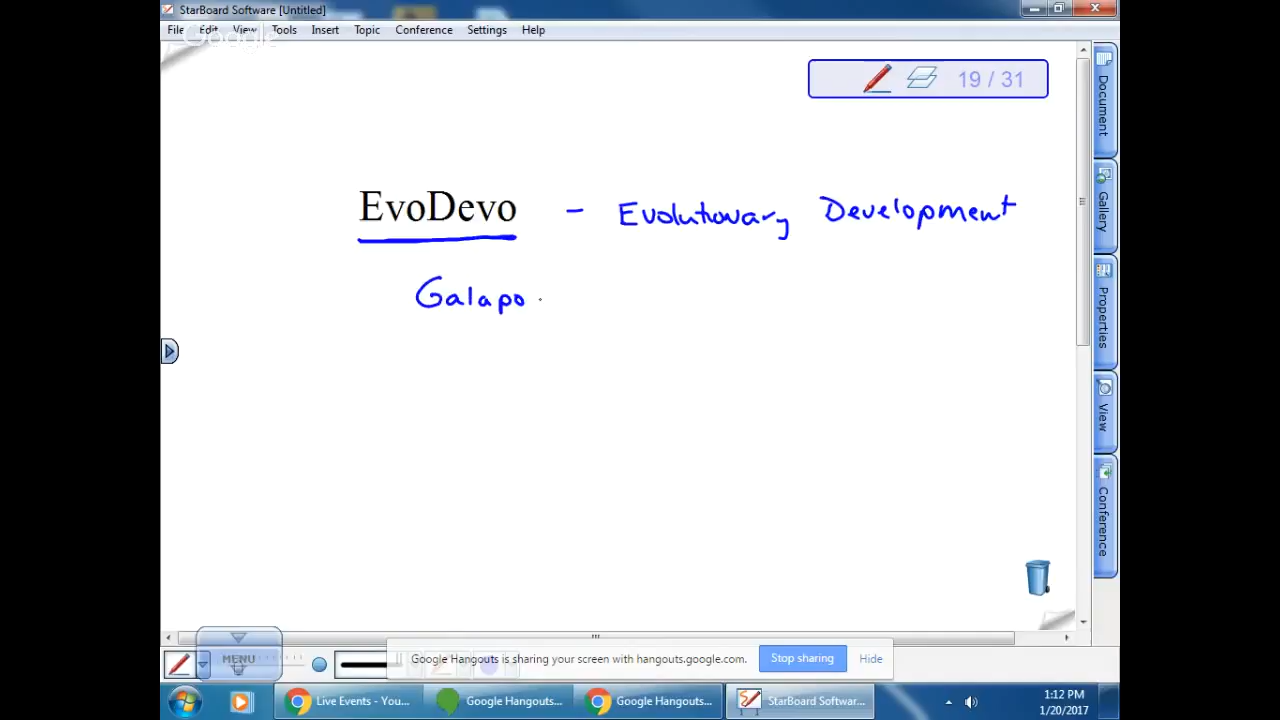 StarBoard Software [Untitled]
File Edit View Tools Insert Topic Conference Settings Help
Google
19 / 31
EvoDevo - Evolutionary Development
Galapo
Document
Gallery
Properties
View
Conference
MENU
Google Hangouts is sharing your screen with hangouts.google.com. Stop sharing Hide
Live Events - You... Google Hangouts... Google Hangouts... StarBoard Softwar... 1:12 PM
1/20/2017